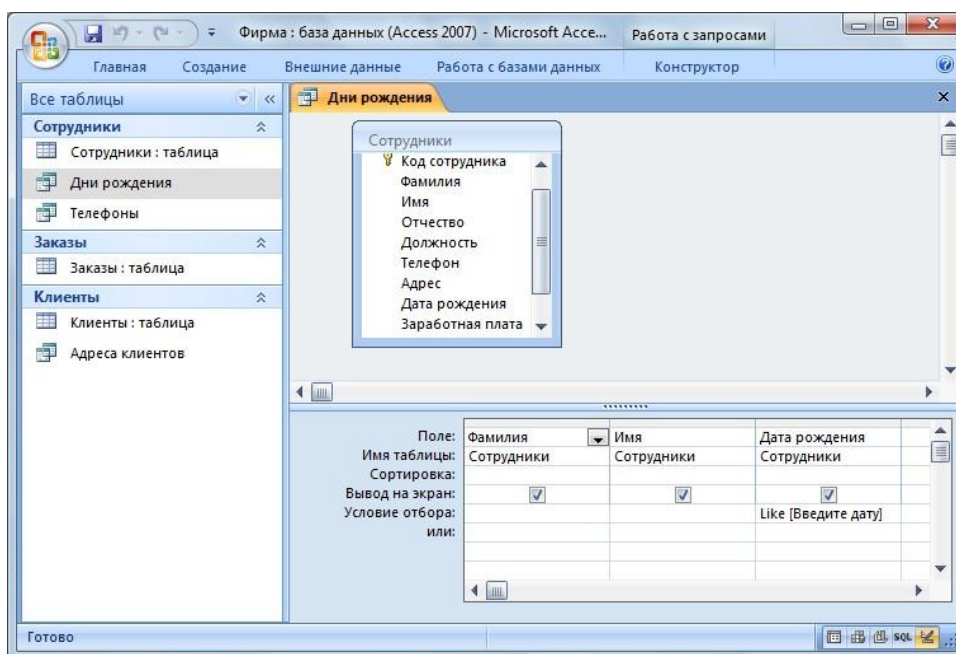 Фирма : база данных (Access 2007) - Microsoft Acce...
Работа с запросами
Главная Создание Внешние данные Работа с базами данных Конструктор
Все таблицы
Сотрудники
Сотрудники : таблица
Дни рождения
Телефоны
Заказы
Заказы : таблица
Клиенты
Клиенты : таблица
Адреса клиентов
Дни рождения
Сотрудники
Код сотрудника
Фамилия
Имя
Отчество
Должность
Телефон
Адрес
Дата рождения
Заработная плата
Поле: Фамилия Имя Дата рождения
Имя таблицы: Сотрудники Сотрудники Сотрудники
Сортировка:
Вывод на экран:
Условие отбора: Like [Введите дату]
или:
Готово
SQL